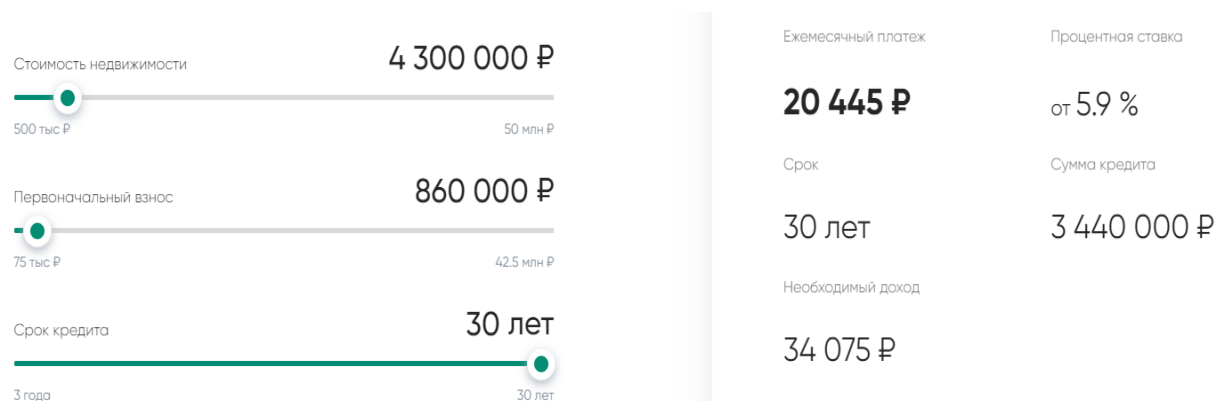 Стоимость недвижимости 4 300 000 ₽
500 тыс ₽ 50 млн ₽
Первоначальный взнос 860 000 ₽
75 тыс ₽ 42.5 млн ₽
Срок кредита 30 лет
3 года 30 лет
Ежемесячный платеж Процентная ставка
20 445 ₽ от 5.9 %
Срок Сумма кредита
30 лет 3 440 000 ₽
Необходимый доход
34 075 ₽